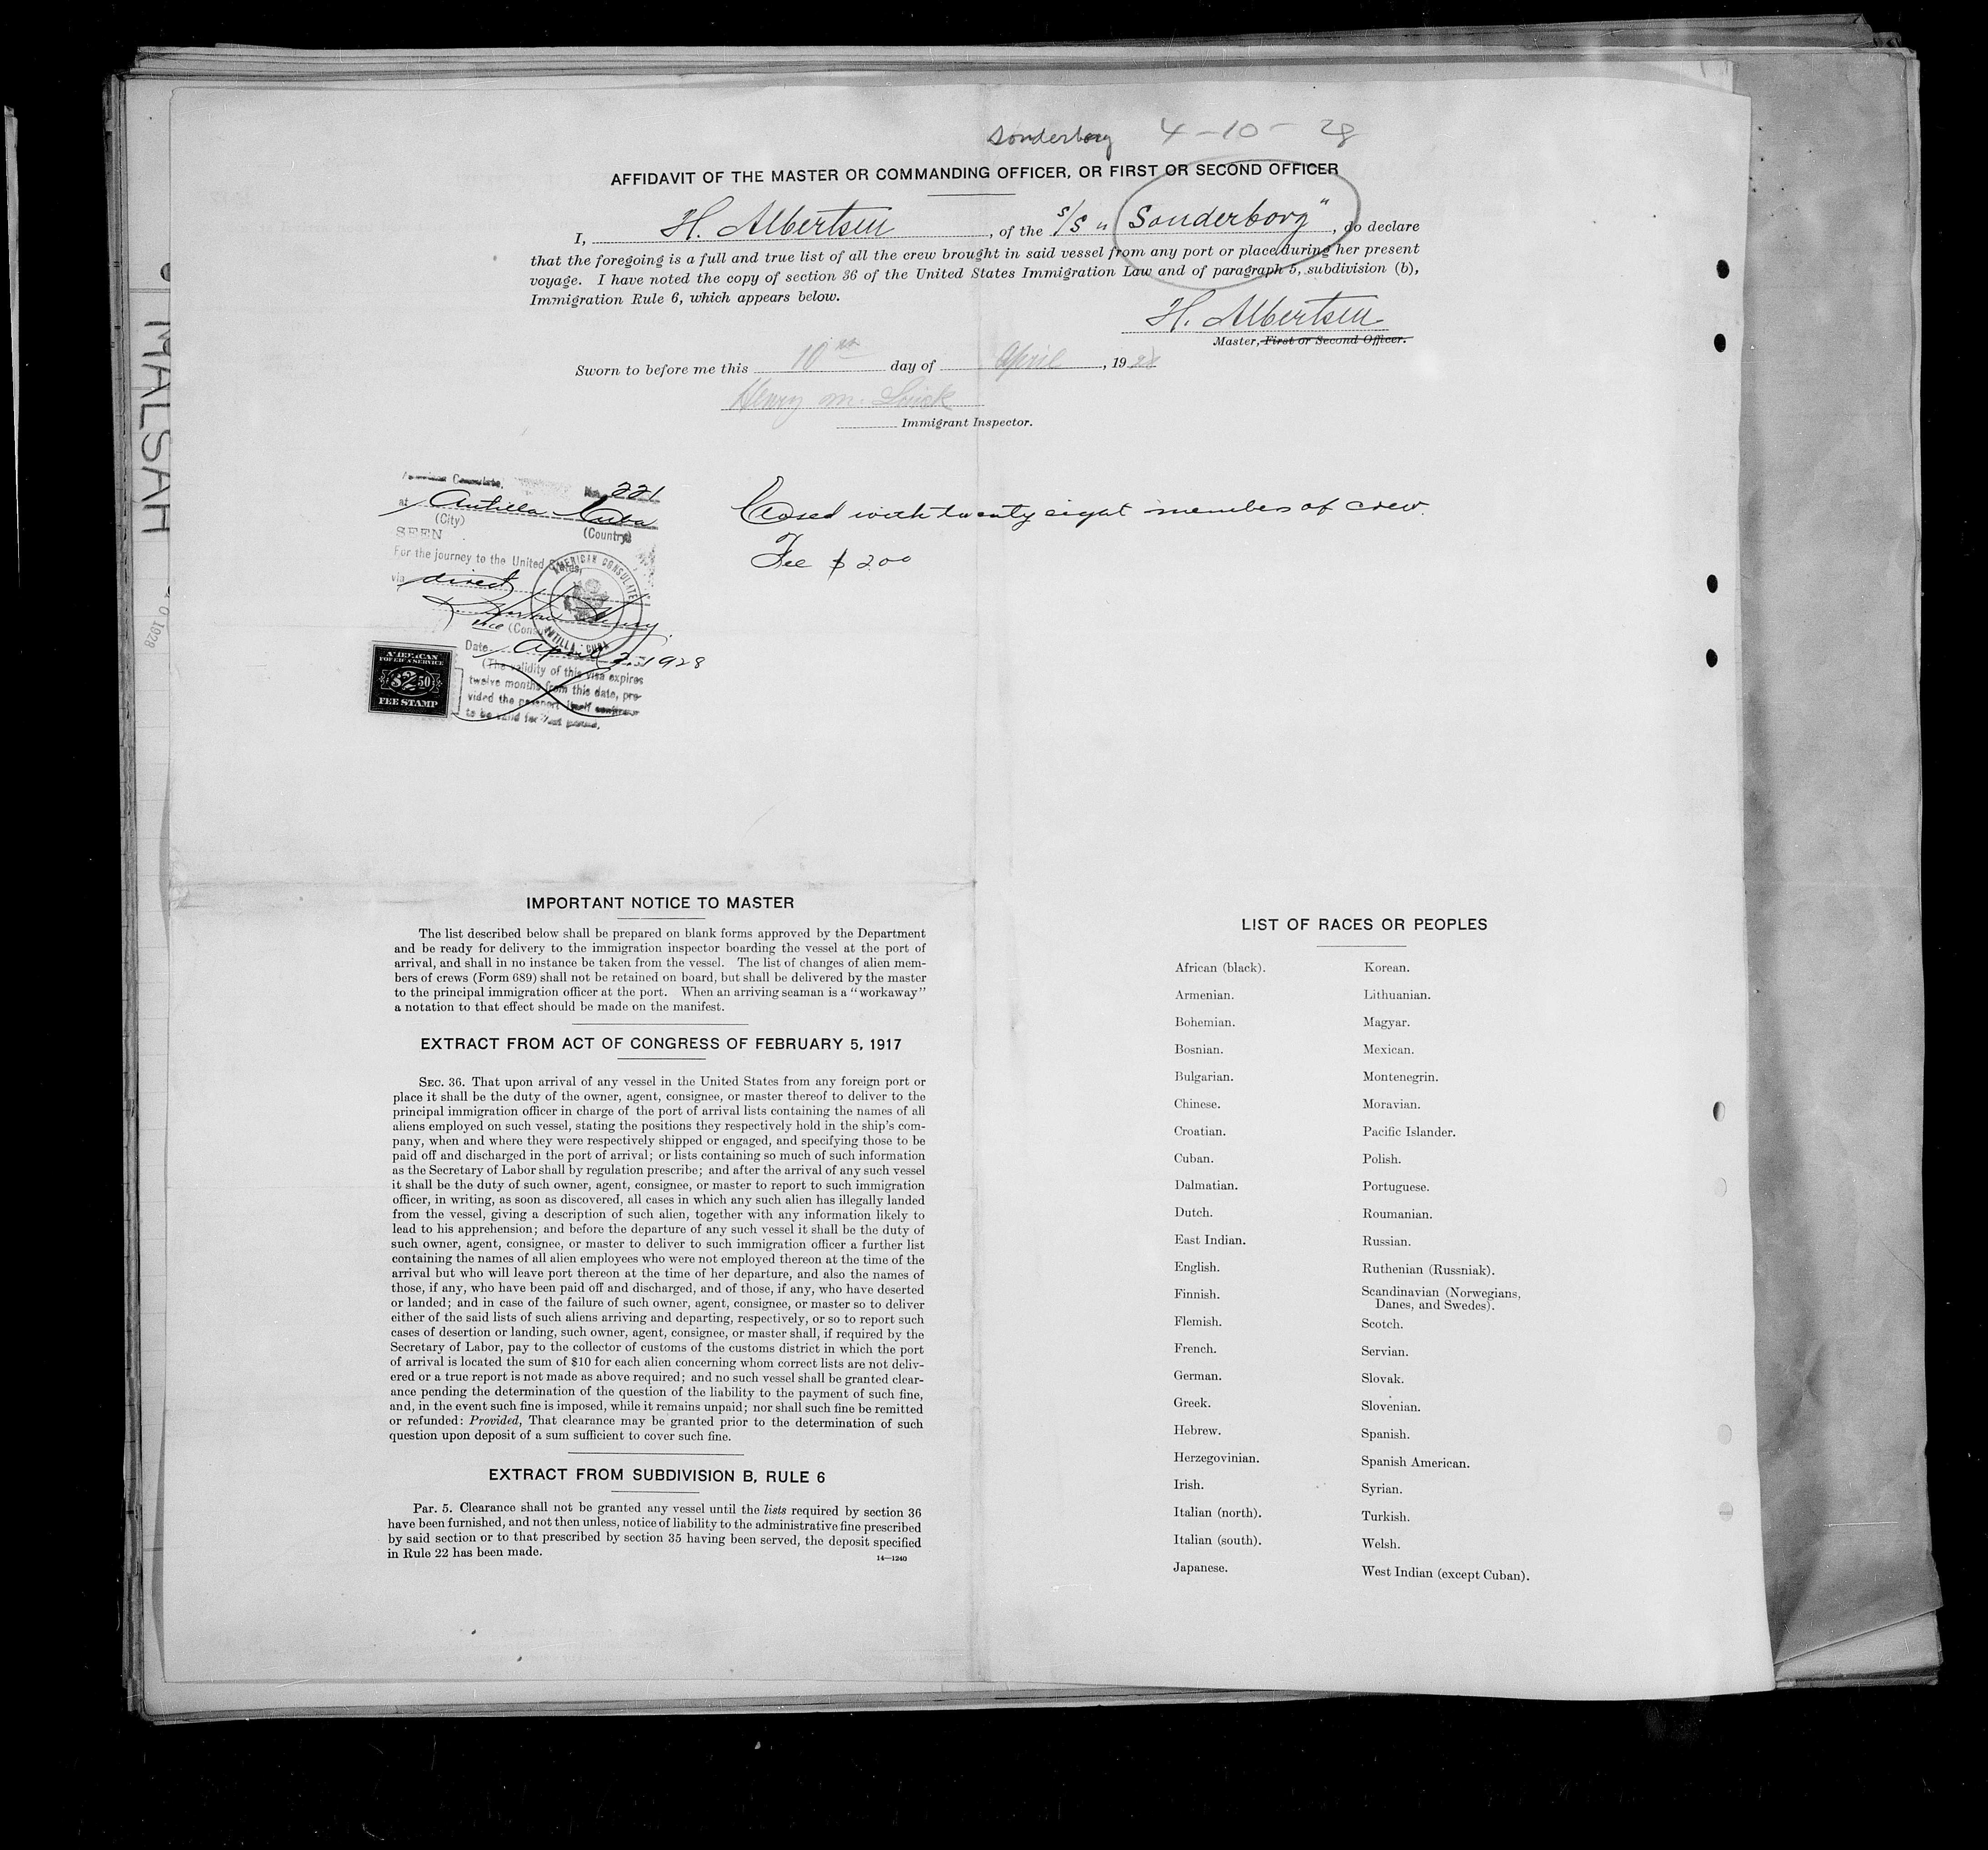 Sonderborg 4-10-28
AFFIDAVIT OF THE MASTER OR COMMANDING OFFICER, OR FIRST OR SECOND OFFICER
I, H. Albertsen, of the S/S "Sonderborg", do declare
that the foregoing is a full and true list of all the crew brought in said vessel from any port or place during her present
voyage. I have noted the copy of section 36 of the United States Immigration Law and of paragraph 5, subdivision (b),
Immigration Rule 6, which appears below.
H. Albertsen
Master, First or Second Officer.
Sworn to before me this 10th day of April, 1928
Henry M.
Immigrant Inspector.
American Consulate, No. 221
at Antilla Cuba
(City) (Country)
SEEN
For the journey to the United States,
via direct
Vice (Consul
AMERICAN CONSULATE
ANTILLA, CUBA
Date April 2 1928
(The validity of this visa expires
twelve months from this date, pro-
vided the passport itself continues
to be valid for that period.
AMERICAN
FOREIGN SERVICE
$2.50
FEE STAMP
Closed with twenty eight members of crew.
Fee $ 2.00
MALSAH
1928
IMPORTANT NOTICE TO MASTER
The list described below shall be prepared on blank forms approved by the Department
and be ready for delivery to the immigration inspector boarding the vessel at the port of
arrival, and shall in no instance be taken from the vessel. The list of changes of alien mem-
bers of crews (Form 689) shall not be retained on board, but shall be delivered by the master
to the principal immigration officer at the port. When an arriving seaman is a "workaway"
a notation to that effect should be made on the manifest.
EXTRACT FROM ACT OF CONGRESS OF FEBRUARY 5, 1917
SEC. 36. That upon arrival of any vessel in the United States from any foreign port or
place it shall be the duty of the owner, agent, consignee, or master thereof to deliver to the
principal immigration officer in charge of the port of arrival lists containing the names of all
aliens employed on such vessel, stating the positions they respectively hold in the ship's com-
pany, when and where they were respectively shipped or engaged, and specifying those to be
paid off and discharged in the port of arrival; or lists containing so much of such information
as the Secretary of Labor shall by regulation prescribe; and after the arrival of any such vessel
it shall be the duty of such owner, agent, consignee, or master to report to such immigration
officer, in writing, as soon as discovered, all cases in which any such alien has illegally landed
from the vessel, giving a description of such alien, together with any information likely to
lead to his apprehension; and before the departure of any such vessel it shall be the duty of
such owner, agent, consignee, or master to deliver to such immigration officer a further list
containing the names of all alien employees who were not employed thereon at the time of the
arrival but who will leave port thereon at the time of her departure, and also the names of
those, if any, who have been paid off and discharged, and of those, if any, who have deserted
or landed; and in case of the failure of such owner, agent, consignee, or master so to deliver
either of the said lists of such aliens arriving and departing, respectively, or so to report such
cases of desertion or landing, such owner, agent, consignee, or master shall, if required by the
Secretary of Labor, pay to the collector of customs of the customs district in which the port
of arrival is located the sum of $10 for each alien concerning whom correct lists are not deliv-
ered or a true report is not made as above required; and no such vessel shall be granted clear-
ance pending the determination of the question of the liability to the payment of such fine,
and, in the event such fine is imposed, while it remains unpaid; nor shall such fine be remitted
or refunded: Provided, That clearance may be granted prior to the determination of such
question upon deposit of a sum sufficient to cover such fine.
EXTRACT FROM SUBDIVISION B, RULE 6
Par. 5. Clearance shall not be granted any vessel until the lists required by section 36
have been furnished, and not then unless, notice of liability to the administrative fine prescribed
by said section or to that prescribed by section 35 having been served, the deposit specified
in Rule 22 has been made.
14—1240
LIST OF RACES OR PEOPLES
African (black). Korean.
Armenian. Lithuanian.
Bohemian. Magyar.
Bosnian. Mexican.
Bulgarian. Montenegrin.
Chinese. Moravian.
Croatian. Pacific Islander.
Cuban. Polish.
Dalmatian. Portuguese.
Dutch. Roumanian.
East Indian. Russian.
English. Ruthenian (Russniak).
Finnish. Scandinavian (Norwegians,
Danes, and Swedes).
Flemish. Scotch.
French. Servian.
German. Slovak.
Greek. Slovenian.
Hebrew. Spanish.
Herzegovinian. Spanish American.
Irish. Syrian.
Italian (north). Turkish.
Italian (south). Welsh.
Japanese. West Indian (except Cuban).